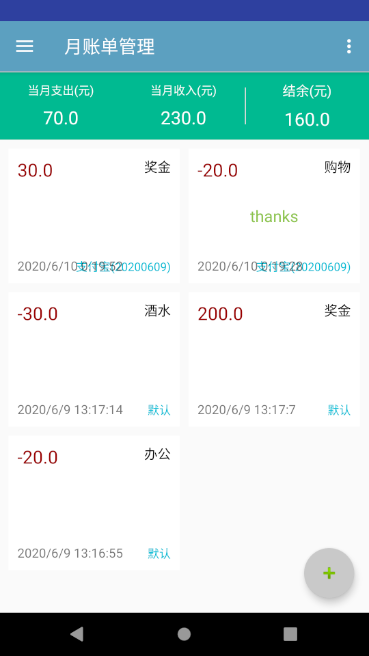 月账单管理
当月支出(元) 当月收入(元) 结余(元)
70.0 230.0 160.0
30.0 奖金
2020/6/10 0:19:52 支付宝(20200609)
-20.0 购物
thanks
2020/6/10 0:19:28 支付宝(20200609)
-30.0 酒水
2020/6/9 13:17:14 默认
200.0 奖金
2020/6/9 13:17:7 默认
-20.0 办公
2020/6/9 13:16:55 默认
+